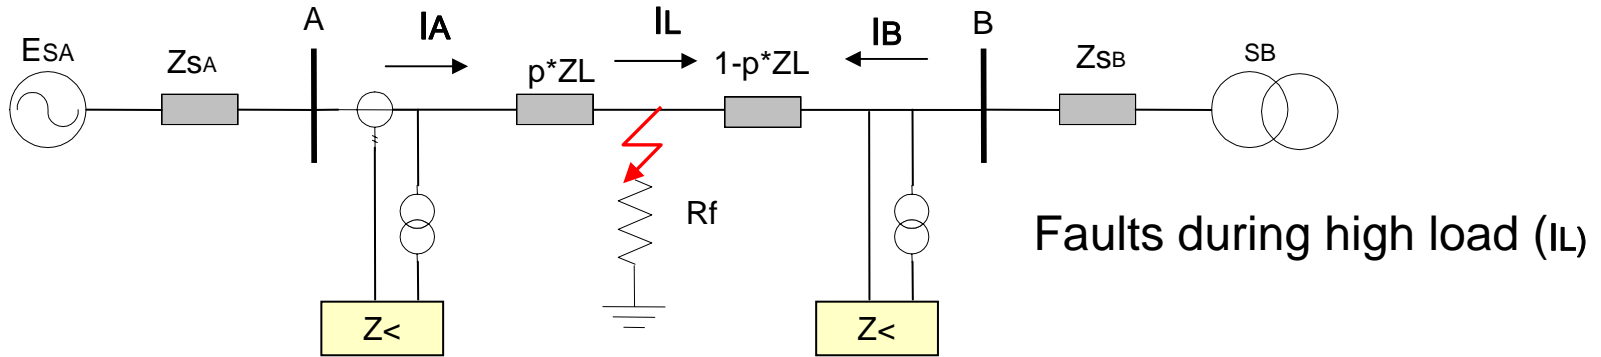 A
IA
IL
IB
B
ESA
ZSA
p*ZL
1-p*ZL
ZSB
SB
Rf
Faults during high load (IL)
Z<
Z<